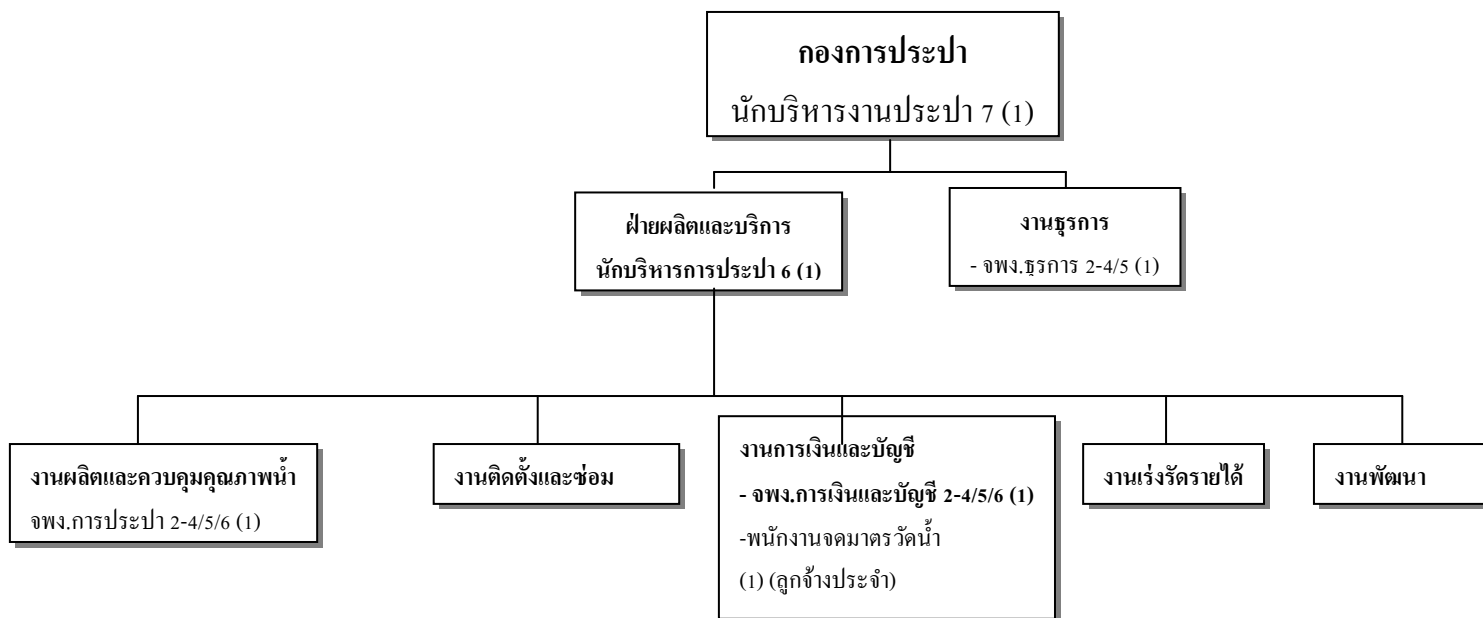 กองการประปา
นักบริหารงานประปา 7 (1)
ฝ่ายผลิตและบริการ
นักบริหารการประปา 6 (1)
งานธุรการ
- จพง.ธุรการ 2-4/5 (1)
งานผลิตและควบคุมคุณภาพน้ำ
จพง.การประปา 2-4/5/6 (1)
งานติดตั้งและซ่อม
งานการเงินและบัญชี
- จพง.การเงินและบัญชี 2-4/5/6 (1)
-พนักงานจดมาตรวัดน้ำ
(1) (ลูกจ้างประจำ)
งานเร่งรัดรายได้
งานพัฒนา